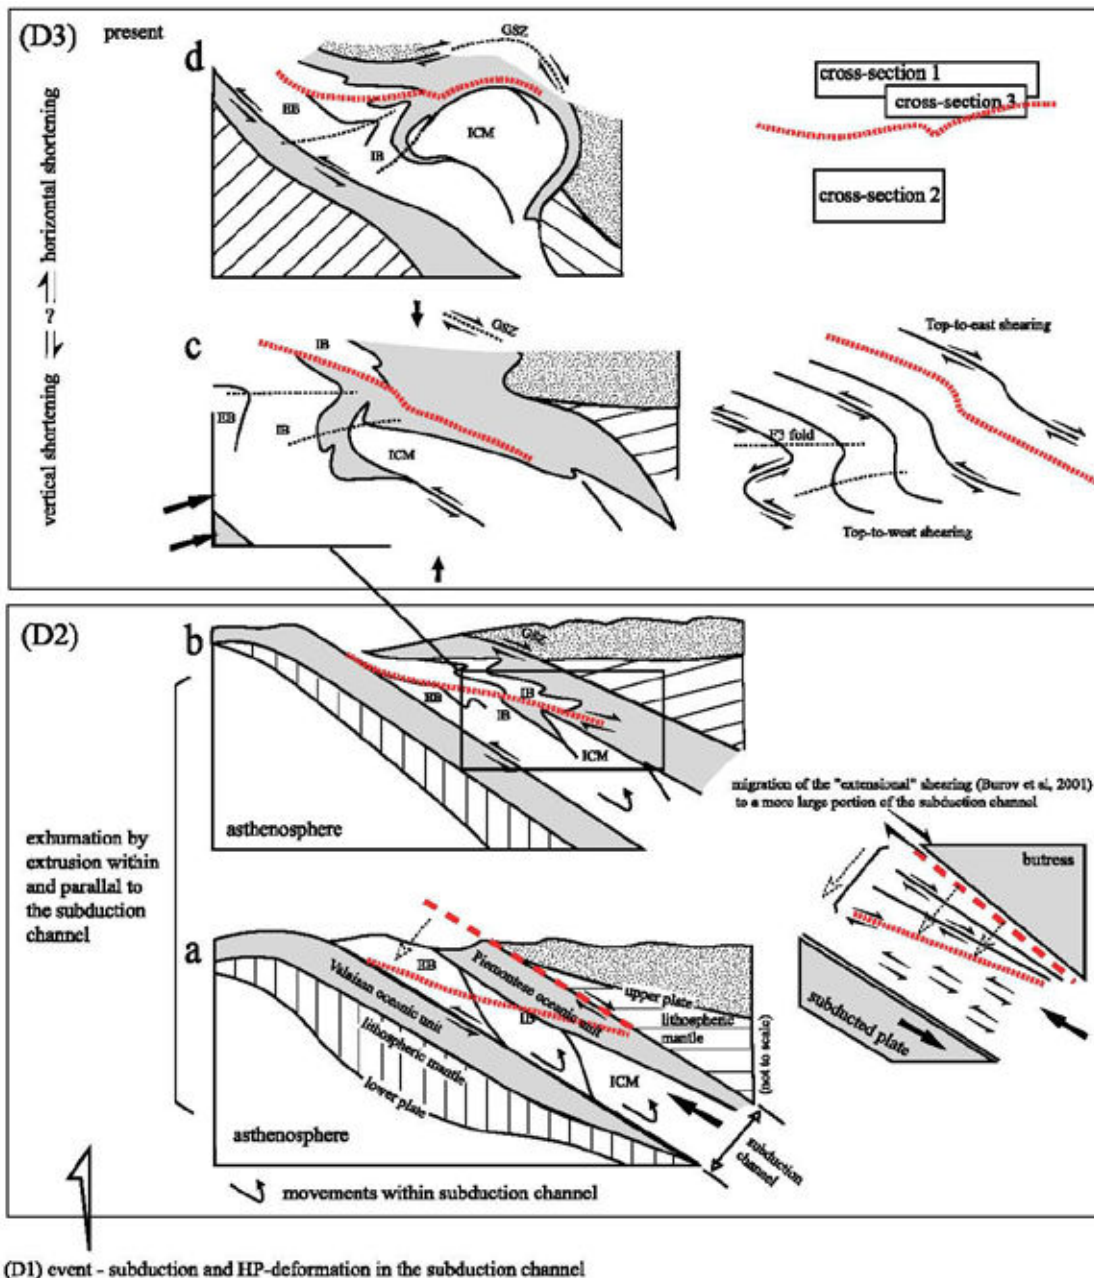 (D3)
present
d
GSZ
EB
ICM
IB
cross-section 1
cross-section 3
cross-section 2
horizontal shortening
?
vertical shortening
c
GSZ
IB
EB
IB
ICM
Top-to-east shearing
F3 fold
Top-to-west shearing
(D2)
b
GSZ
EB
IB
IB
ICM
asthenosphere
migration of the "extensional" shearing (Burov et al, 2001)
to a more large portion of the subduction channel
butress
subducted plate
exhumation by
extrusion within
and parallel to
the subduction
channel
a
EB
Valaisan oceanic unit
Piemontese oceanic unit
IB
upper plate
lithospheric
mantle
(not to scale)
lithospheric mantle
lower plate
ICM
asthenosphere
subduction
channel
movements within subduction channel
(D1) event - subduction and HP-deformation in the subduction channel